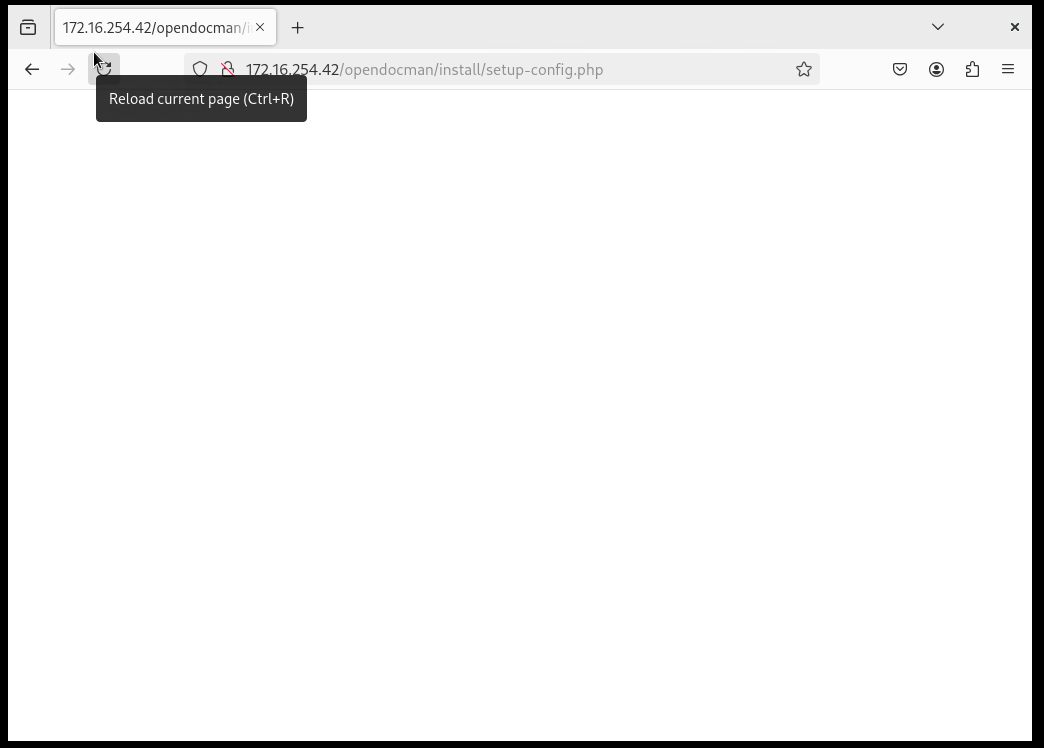 172.16.254.42/opendocman/i
172.16.254.42/opendocman/install/setup-config.php
Reload current page (Ctrl+R)